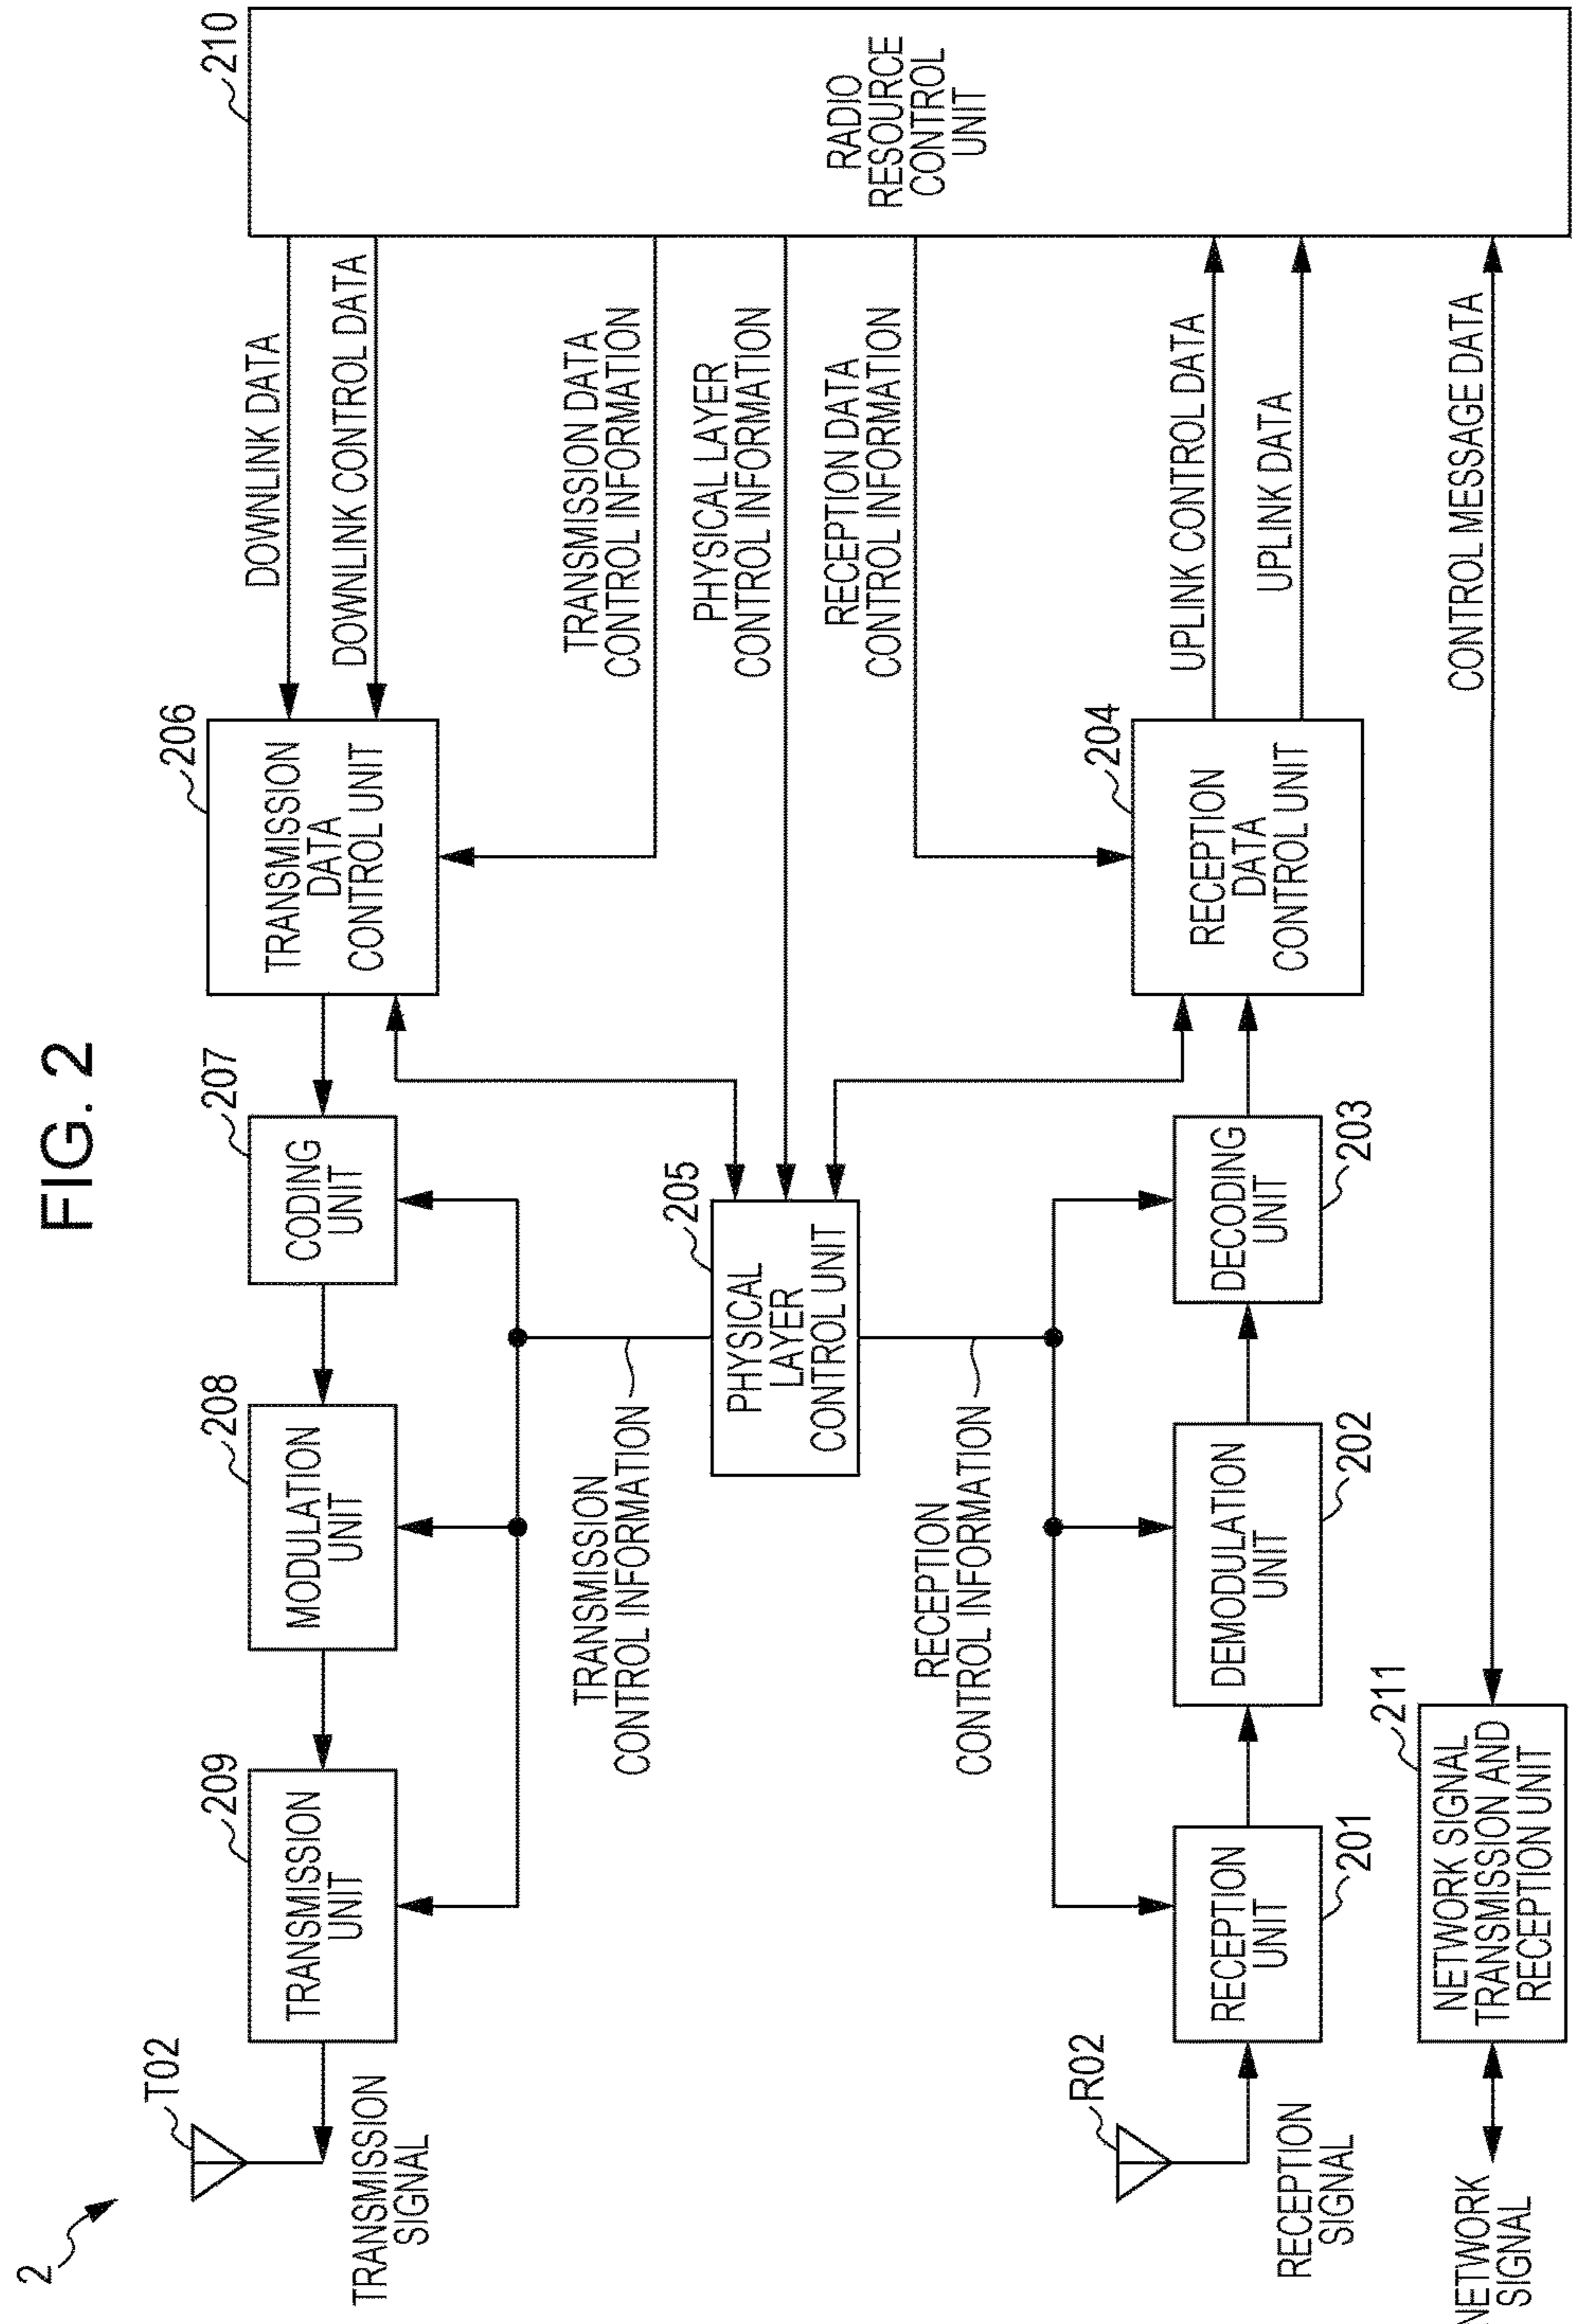 FIG. 2
2
T02
TRANSMISSION
SIGNAL
209
TRANSMISSION
UNIT
208
MODULATION
UNIT
207
CODING
UNIT
206
TRANSMISSION
DATA
CONTROL UNIT
DOWNLINK DATA
DOWNLINK CONTROL DATA
210
RADIO
RESOURCE
CONTROL
UNIT
TRANSMISSION DATA
CONTROL INFORMATION
PHYSICAL LAYER
CONTROL INFORMATION
RECEPTION DATA
CONTROL INFORMATION
TRANSMISSION
CONTROL INFORMATION
205
PHYSICAL
LAYER
CONTROL UNIT
RECEPTION
CONTROL INFORMATION
R02
RECEPTION
SIGNAL
RECEPTION
UNIT
201
DEMODULATION
UNIT
202
DECODING
UNIT
203
204
RECEPTION
DATA
CONTROL UNIT
UPLINK CONTROL DATA
UPLINK DATA
NETWORK
SIGNAL
211
NETWORK SIGNAL
TRANSMISSION AND
RECEPTION UNIT
CONTROL MESSAGE DATA